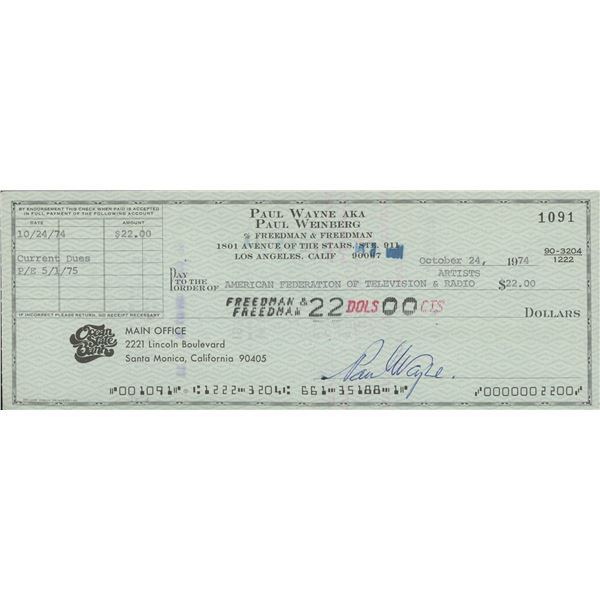 BY ENDORSEMENT THIS CHECK WHEN PAID IS ACCEPTED
IN FULL PAYMENT OF THE FOLLOWING ACCOUNT
DATE AMOUNT
10/24/74 $22.00
Current Dues
P/E 5/1/75
IF INCORRECT PLEASE RETURN, NO RECEIPT NECESSARY
PAUL WAYNE AKA
PAUL WEINBERG
% FREEDMAN & FREEDMAN
1801 AVENUE OF THE STARS, STE. 911
LOS ANGELES, CALIF 90067
1091
90-3204
1222
October 24, 1974
ARTISTS
PAY
TO THE
ORDER OF AMERICAN FEDERATION OF TELEVISION & RADIO $22.00
FREEDMAN &
FREEDMAN 22 DOLS 00 CTS DOLLARS
Ocean State Bank
MAIN OFFICE
2221 Lincoln Boulevard
Santa Monica, California 90405
Paul Wayne.
⑈001091⑈ ⑆1222⑉3204⑆ 661⑉35188⑉1⑈ ⑈0000002200⑈